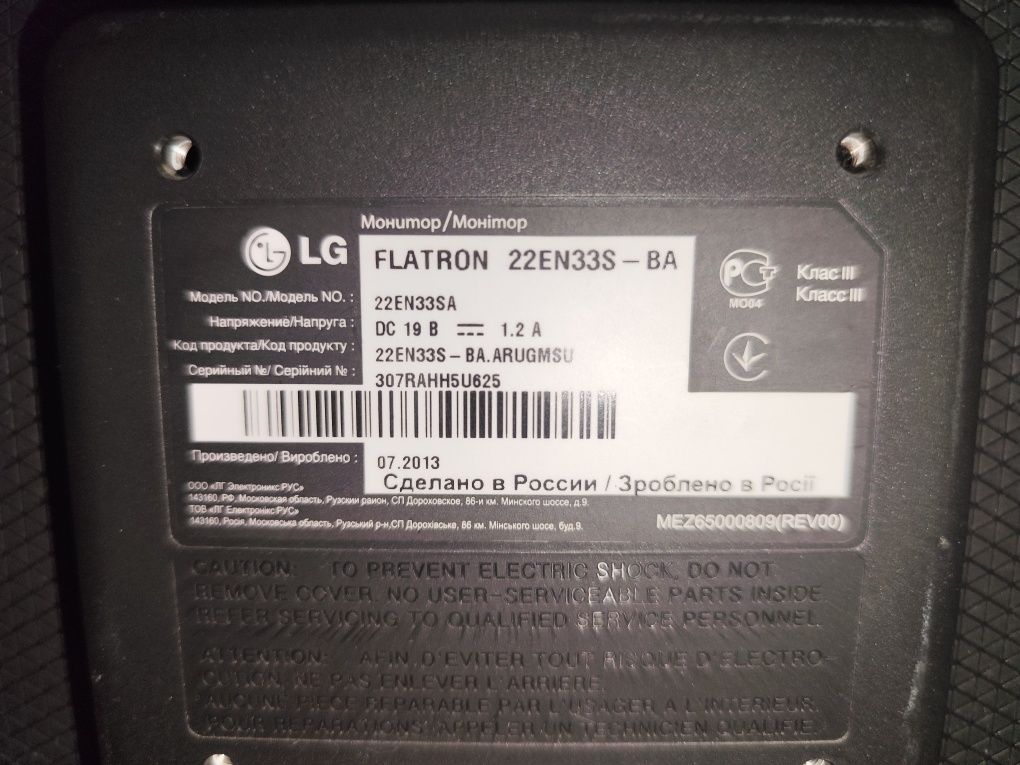 Монитор/Монітор
LG
FLATRON 22EN33S-BA
Модель NO./Модель NO. : 22EN33SA
Напряжение/Напруга : DC 19 В ⎓ 1.2 А
Код продукта/Код продукту : 22EN33S-BA.ARUGMSU
Серийный №/ Серійний № : 307RAHH5U625
Произведено/ Вироблено : 07.2013
Сделано в России / Зроблено в Росії
ООО «ЛГ Электроникс РУС»
143160, РФ, Московская область, Рузский район, СП Дороховское, 86-и км. Минского шоссе, д.9.
ТОВ «ЛГ Електронікс РУС»
143160, Росія, Московська область, Рузський р-н,СП Дорохівське, 86 км. Мінського шосе, буд.9.
MEZ65000809(REV00)
РСТ
МО04
Клас III
Класс III
CAUTION: TO PREVENT ELECTRIC SHOCK, DO NOT
REMOVE COVER. NO USER-SERVICEABLE PARTS INSIDE.
REFER SERVICING TO QUALIFIED SERVICE PERSONNEL.
ATTENTION: AFIN D'EVITER TOUT RISQUE D'ELECTRO-
CUTION, NE PAS ENLEVER L'ARRIERE.
AUCUNE PIECE REPARABLE PAR L'USAGER A L'INTERIEUR.
POUR REPARATIONS APPELER UN TECHNICIEN QUALIFIE.